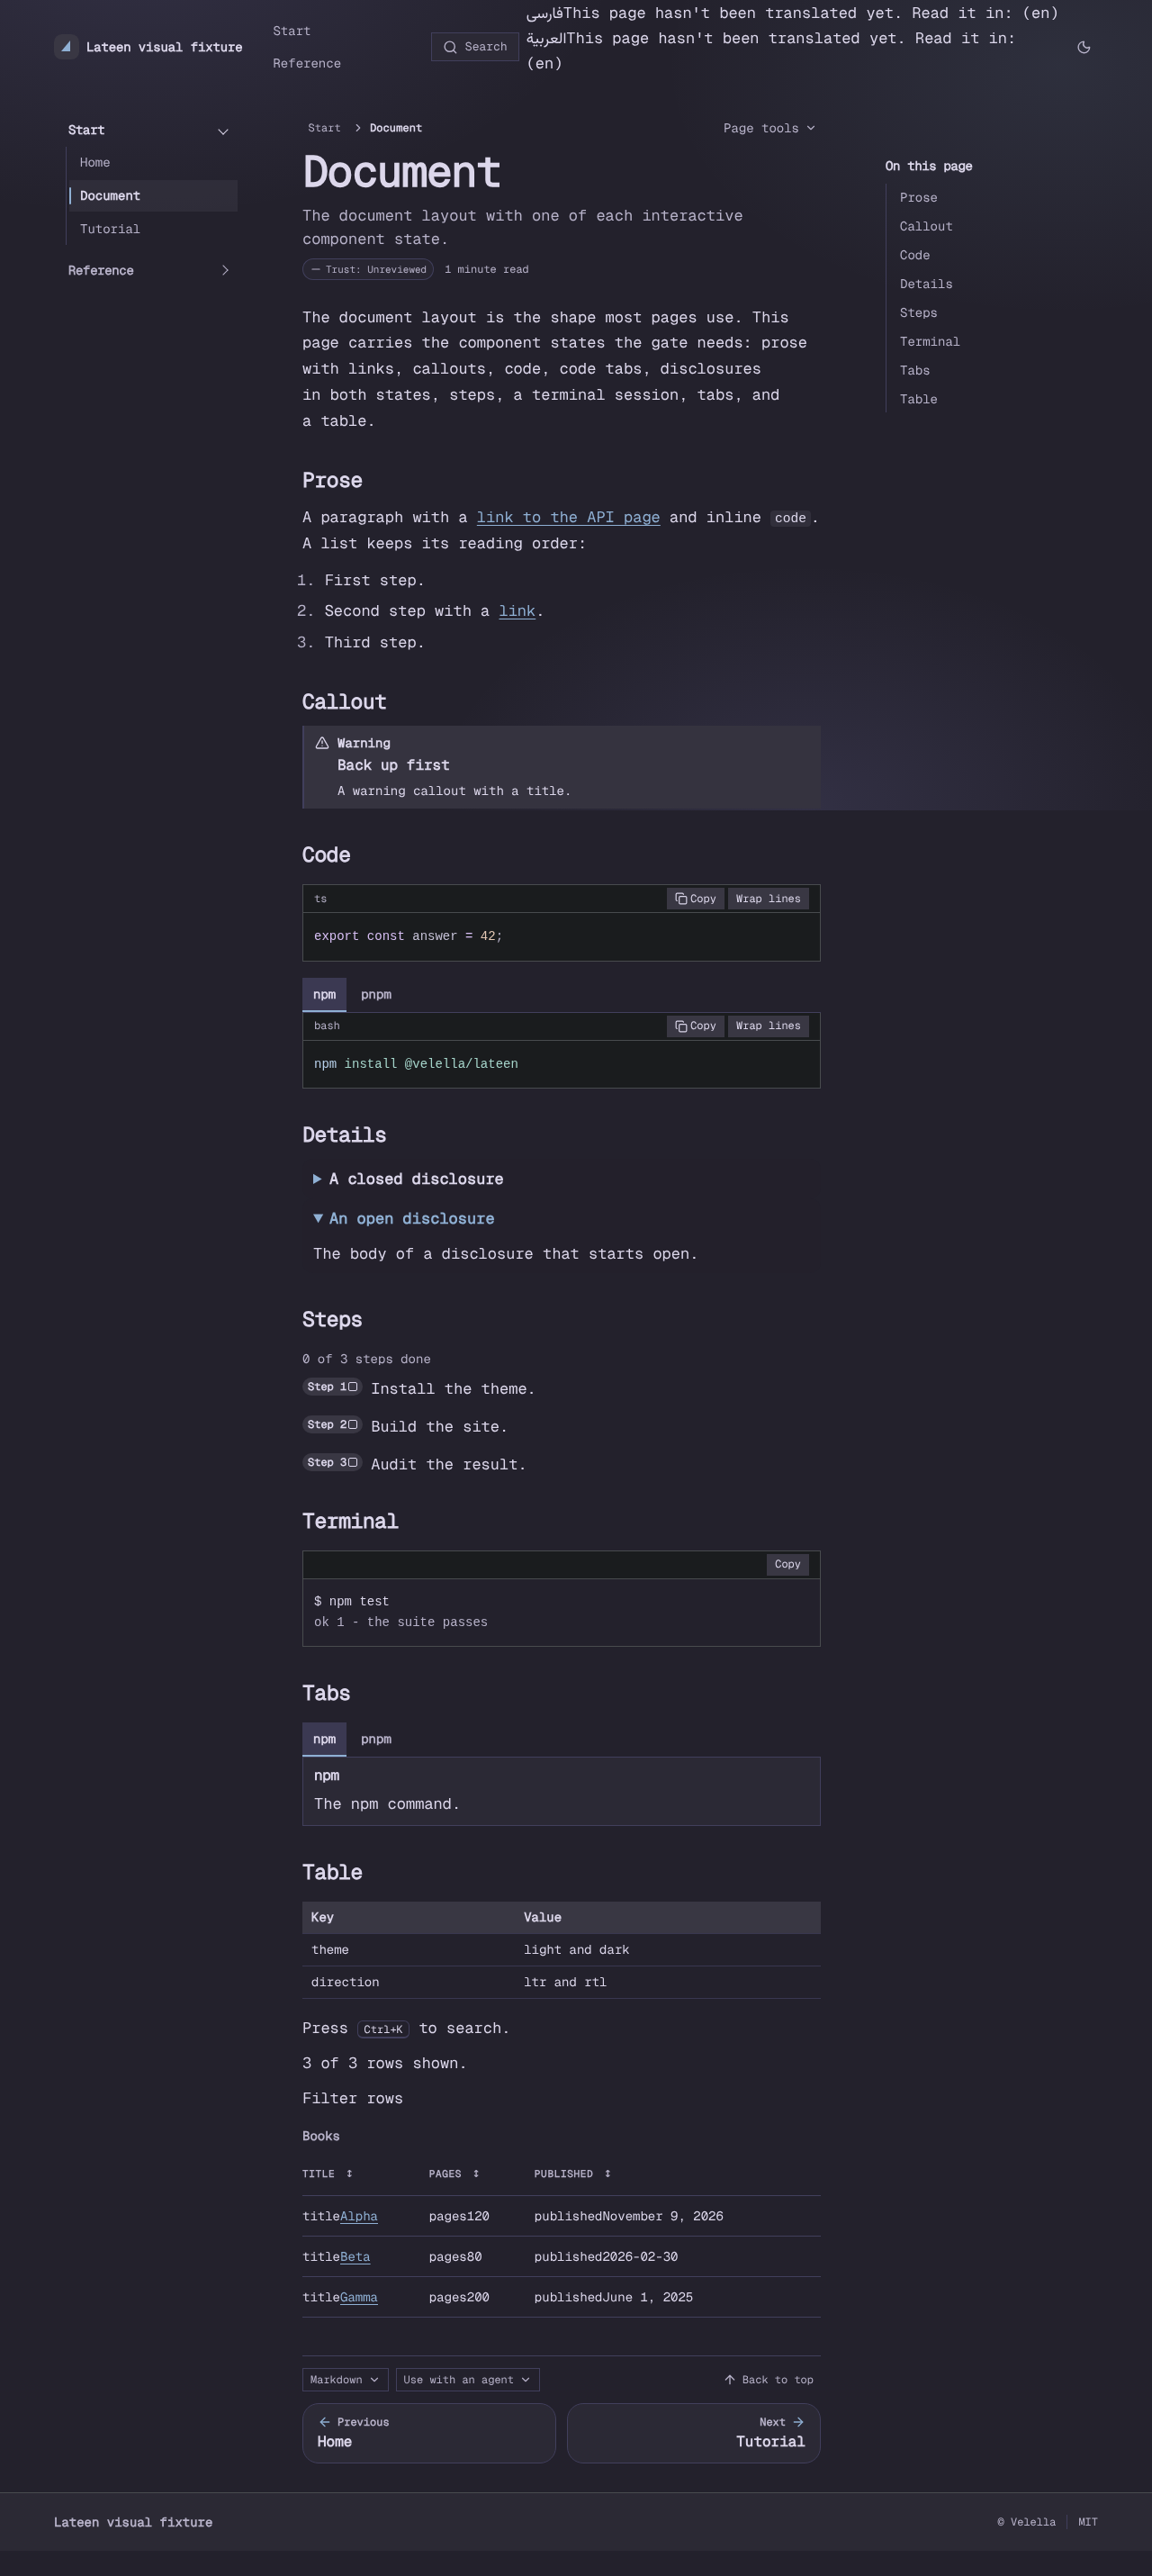 Lateen visual fixture
Start
Reference
Search
فارسیThis page hasn't been translated yet. Read it in: (en)
العربيةThis page hasn't been translated yet. Read it in:
(en)
Start
Home
Document
Tutorial
Reference
Start > Document
Page tools
Document
The document layout with one of each interactive
component state.
— Trust: Unreviewed
1 minute read
The document layout is the shape most pages use. This
page carries the component states the gate needs: prose
with links, callouts, code, code tabs, disclosures
in both states, steps, a terminal session, tabs, and
a table.
On this page
Prose
Callout
Code
Details
Steps
Terminal
Tabs
Table
Prose
A paragraph with a link to the API page and inline code.
A list keeps its reading order:
1. First step.
2. Second step with a link.
3. Third step.
Callout
Warning
Back up first
A warning callout with a title.
Code
ts
Copy
Wrap lines
export const answer = 42;
npm
pnpm
bash
Copy
Wrap lines
npm install @velella/lateen
Details
A closed disclosure
An open disclosure
The body of a disclosure that starts open.
Steps
0 of 3 steps done
Step 1 Install the theme.
Step 2 Build the site.
Step 3 Audit the result.
Terminal
Copy
$ npm test
ok 1 - the suite passes
Tabs
npm
pnpm
npm
The npm command.
Table
Key Value
theme light and dark
direction ltr and rtl
Press Ctrl+K to search.
3 of 3 rows shown.
Filter rows
Books
TITLE ↕ PAGES ↕ PUBLISHED ↕
titleAlpha pages120 publishedNovember 9, 2026
titleBeta pages80 published2026-02-30
titleGamma pages200 publishedJune 1, 2025
Markdown
Use with an agent
↑ Back to top
← Previous
Home
Next →
Tutorial
Lateen visual fixture
© Velella
MIT